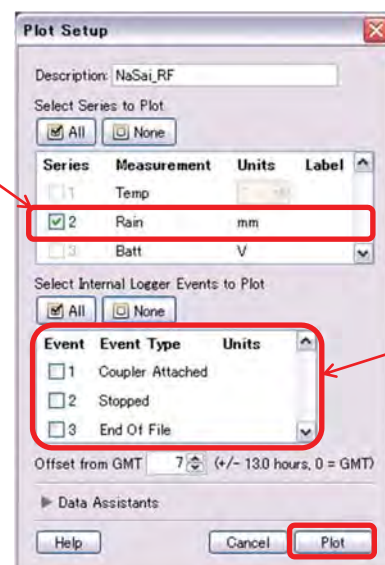 Plot Setup
Description: NaSai_RF
Select Series to Plot
All None
Series Measurement Units Label
1 Temp
2 Rain mm
3 Batt V
Select Internal Logger Events to Plot
All None
Event Event Type Units
1 Coupler Attached
2 Stopped
3 End Of File
Offset from GMT 7 (+/- 13.0 hours, 0 = GMT)
Data Assistants
Help Cancel Plot